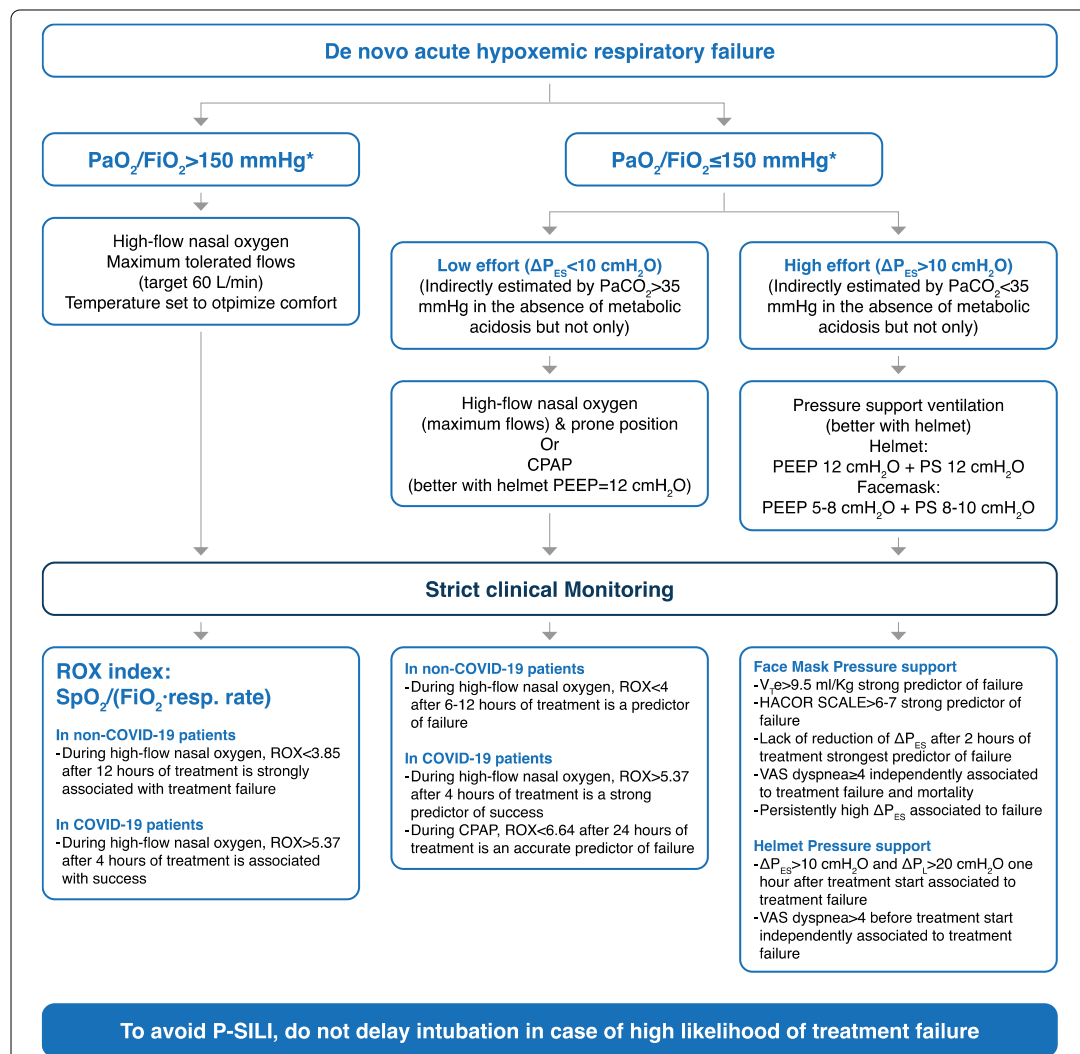 De novo acute hypoxemic respiratory failure
PaO₂/FiO₂>150 mmHg*
PaO₂/FiO₂≤150 mmHg*
High-flow nasal oxygen
Maximum tolerated flows
(target 60 L/min)
Temperature set to otpimize comfort
Low effort (ΔP_ES<10 cmH₂O)
(Indirectly estimated by PaCO₂>35
mmHg in the absence of metabolic
acidosis but not only)
High effort (ΔP_ES>10 cmH₂O)
(Indirectly estimated by PaCO₂<35
mmHg in the absence of metabolic
acidosis but not only)
High-flow nasal oxygen
(maximum flows) & prone position
Or
CPAP
(better with helmet PEEP=12 cmH₂O)
Pressure support ventilation
(better with helmet)
Helmet:
PEEP 12 cmH₂O + PS 12 cmH₂O
Facemask:
PEEP 5-8 cmH₂O + PS 8-10 cmH₂O
Strict clinical Monitoring
ROX index:
SpO₂/(FiO₂·resp. rate)
In non-COVID-19 patients
-During high-flow nasal oxygen, ROX<3.85
after 12 hours of treatment is strongly
associated with treatment failure
In COVID-19 patients
-During high-flow nasal oxygen, ROX>5.37
after 4 hours of treatment is associated
with success
In non-COVID-19 patients
-During high-flow nasal oxygen, ROX<4
after 6-12 hours of treatment is a predictor
of failure
In COVID-19 patients
-During high-flow nasal oxygen, ROX>5.37
after 4 hours of treatment is a strong
predictor of success
-During CPAP, ROX<6.64 after 24 hours of
treatment is an accurate predictor of failure
Face Mask Pressure support
-V_Te>9.5 ml/Kg strong predictor of failure
-HACOR SCALE>6-7 strong predictor of
failure
-Lack of reduction of ΔP_ES after 2 hours of
treatment strongest predictor of failure
-VAS dyspnea≥4 independently associated
to treatment failure and mortality
-Persistently high ΔP_ES associated to failure
Helmet Pressure support
-ΔP_ES>10 cmH₂O and ΔP_L>20 cmH₂O one
hour after treatment start associated to
treatment failure
-VAS dyspnea>4 before treatment start
independently associated to treatment
failure
To avoid P-SILI, do not delay intubation in case of high likelihood of treatment failure